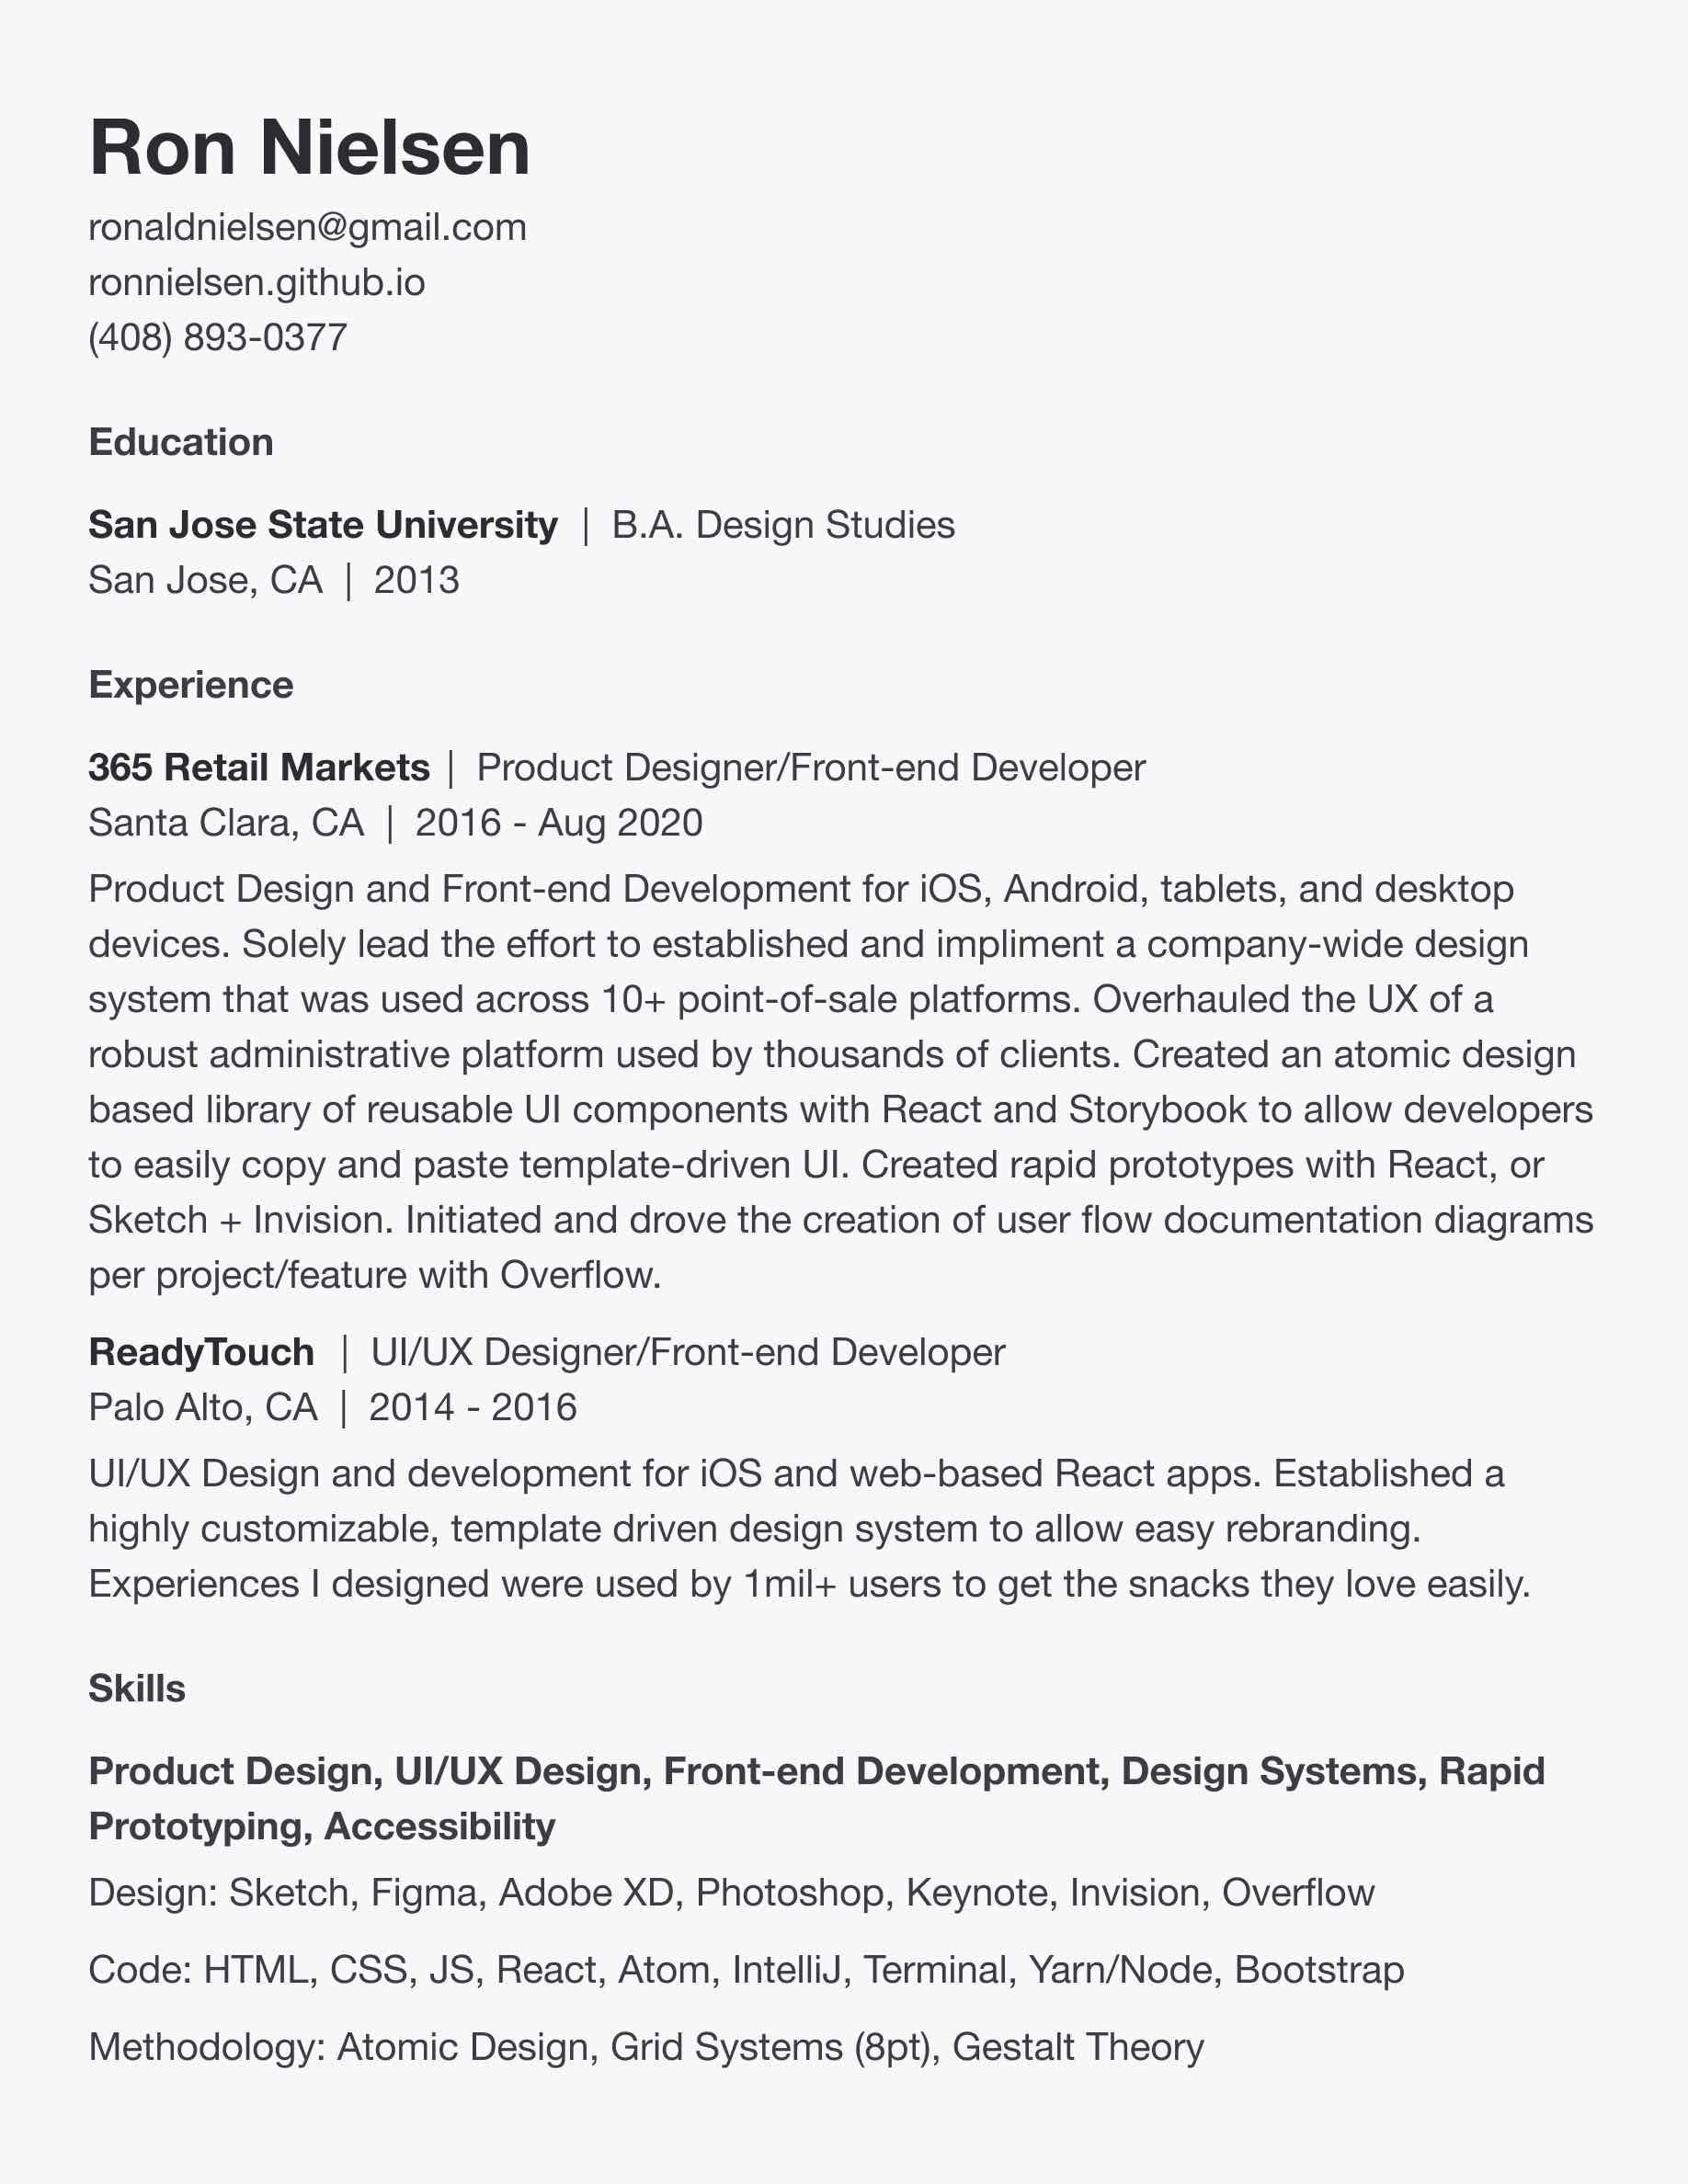 Ron Nielsen
ronaldnielsen@gmail.com
ronnielsen.github.io
(408) 893-0377
Education
San Jose State University | B.A. Design Studies
San Jose, CA | 2013
Experience
365 Retail Markets | Product Designer/Front-end Developer
Santa Clara, CA | 2016 - Aug 2020
Product Design and Front-end Development for iOS, Android, tablets, and desktop
devices. Solely lead the effort to established and impliment a company-wide design
system that was used across 10+ point-of-sale platforms. Overhauled the UX of a
robust administrative platform used by thousands of clients. Created an atomic design
based library of reusable UI components with React and Storybook to allow developers
to easily copy and paste template-driven UI. Created rapid prototypes with React, or
Sketch + Invision. Initiated and drove the creation of user flow documentation diagrams
per project/feature with Overflow.
ReadyTouch | UI/UX Designer/Front-end Developer
Palo Alto, CA | 2014 - 2016
UI/UX Design and development for iOS and web-based React apps. Established a
highly customizable, template driven design system to allow easy rebranding.
Experiences I designed were used by 1mil+ users to get the snacks they love easily.
Skills
Product Design, UI/UX Design, Front-end Development, Design Systems, Rapid
Prototyping, Accessibility
Design: Sketch, Figma, Adobe XD, Photoshop, Keynote, Invision, Overflow
Code: HTML, CSS, JS, React, Atom, IntelliJ, Terminal, Yarn/Node, Bootstrap
Methodology: Atomic Design, Grid Systems (8pt), Gestalt Theory